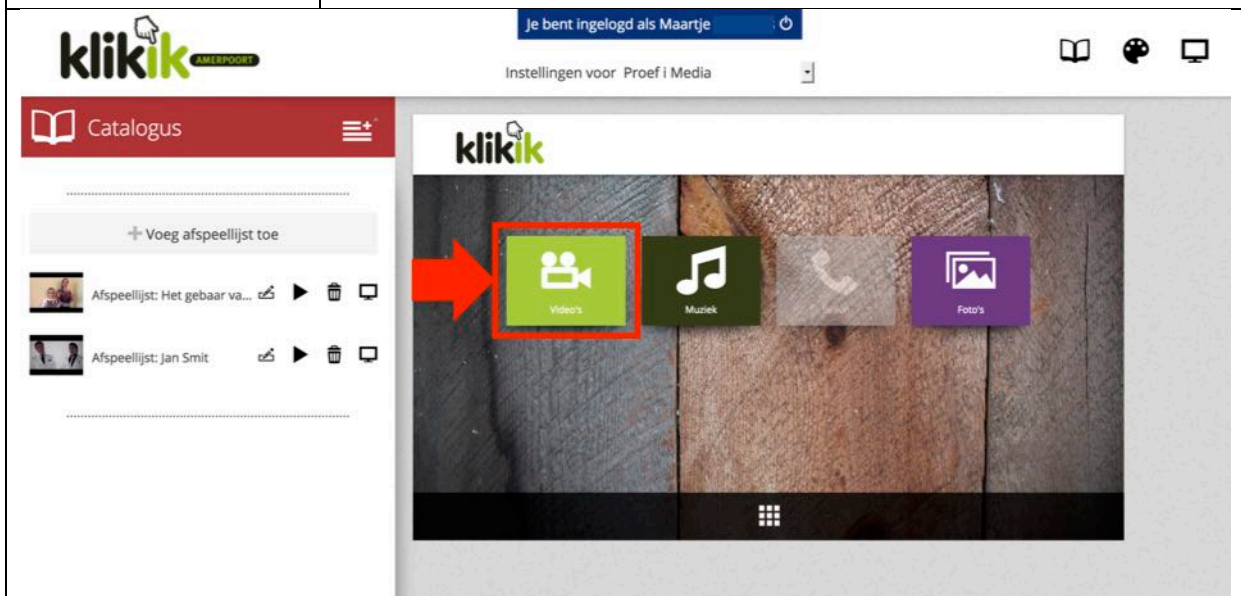 klikik AMERPOORT
Je bent ingelogd als Maartje
Instellingen voor Proef i Media
Catalogus
klikik
+ Voeg afspeellijst toe
Afspeellijst: Het gebaar va...
Afspeellijst: Jan Smit
Video's
Muziek
Foto's